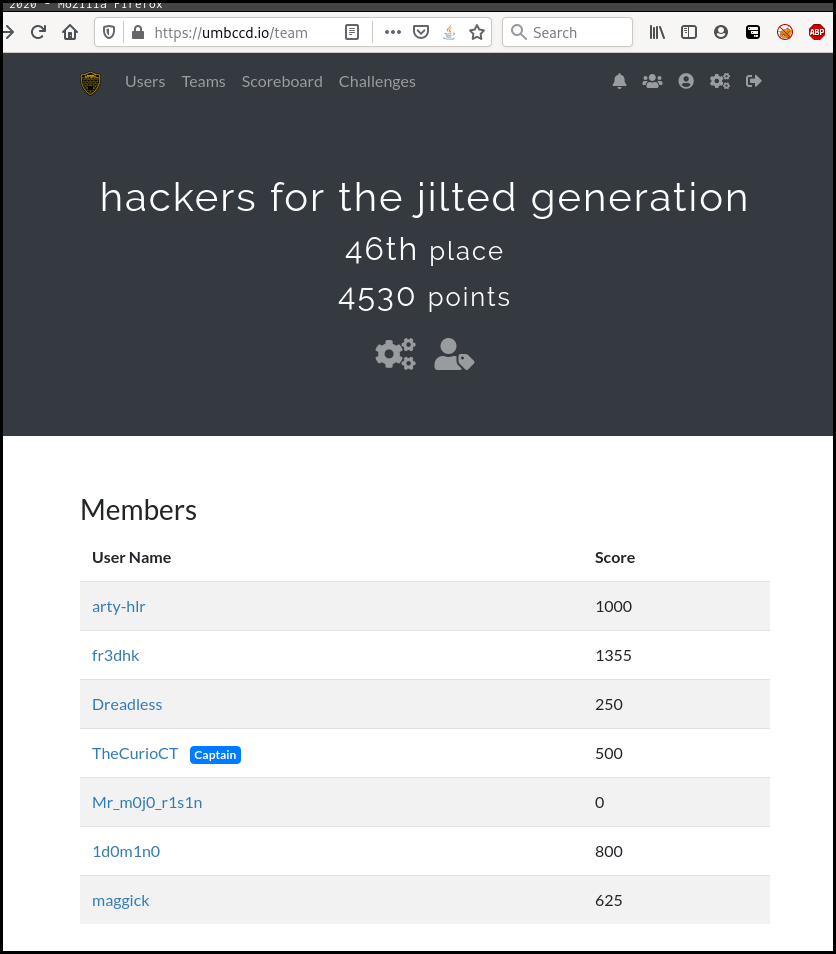 2020 - Mozilla Firefox
https://umbccd.io/team
Search
ABP
Users Teams Scoreboard Challenges
hackers for the jilted generation
46th place
4530 points
Members
User Name Score
arty-hlr 1000
fr3dhk 1355
Dreadless 250
TheCurioCT Captain 500
Mr_m0j0_r1s1n 0
1d0m1n0 800
maggick 625